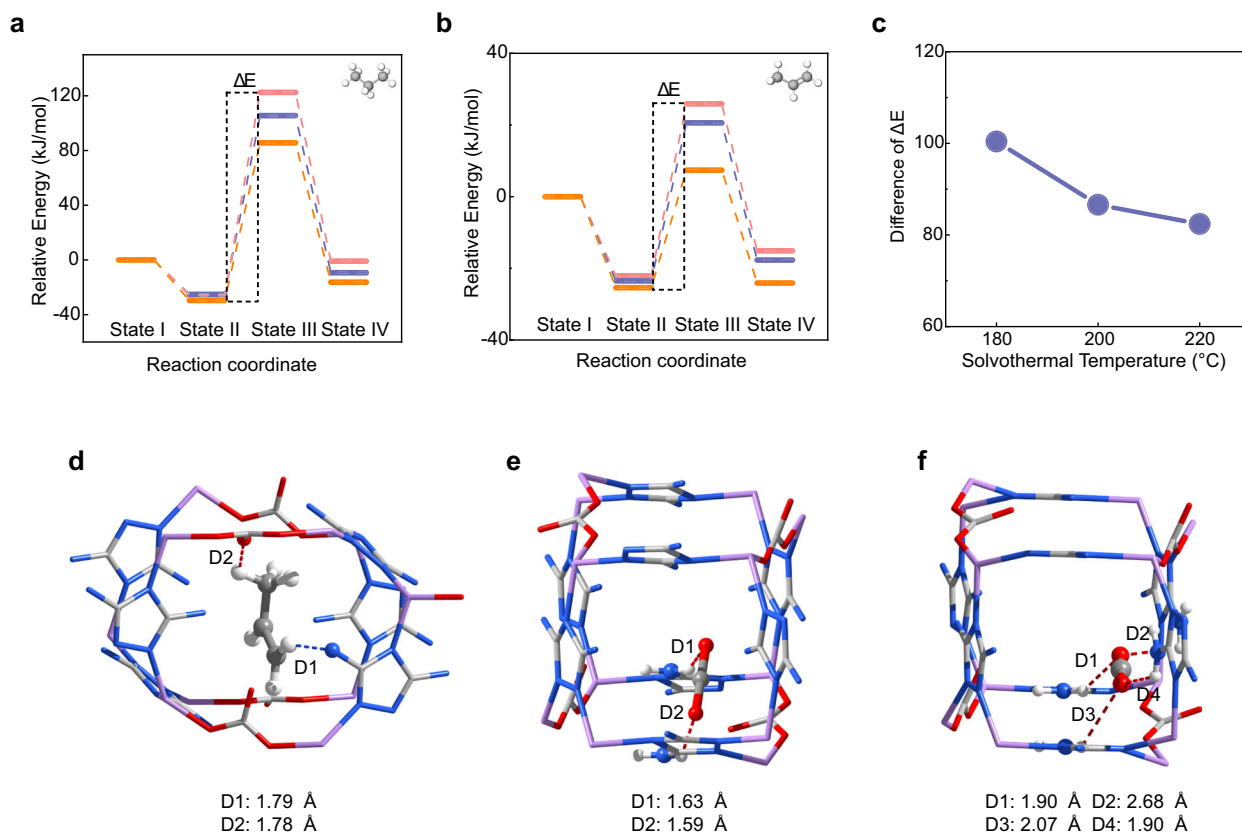 a
ΔE
120
80
40
0
-40
Relative Energy (kJ/mol)
State I State II State III State IV
Reaction coordinate
b
ΔE
40
0
-40
Relative Energy (kJ/mol)
State I State II State III State IV
Reaction coordinate
c
120
100
80
60
Difference of ΔE
180 200 220
Solvothermal Temperature (°C)
d
D2
D1
D1: 1.79 Å
D2: 1.78 Å
e
D1
D2
D1: 1.63 Å
D2: 1.59 Å
f
D2
D1
D4
D3
D1: 1.90 Å D2: 2.68 Å
D3: 2.07 Å D4: 1.90 Å